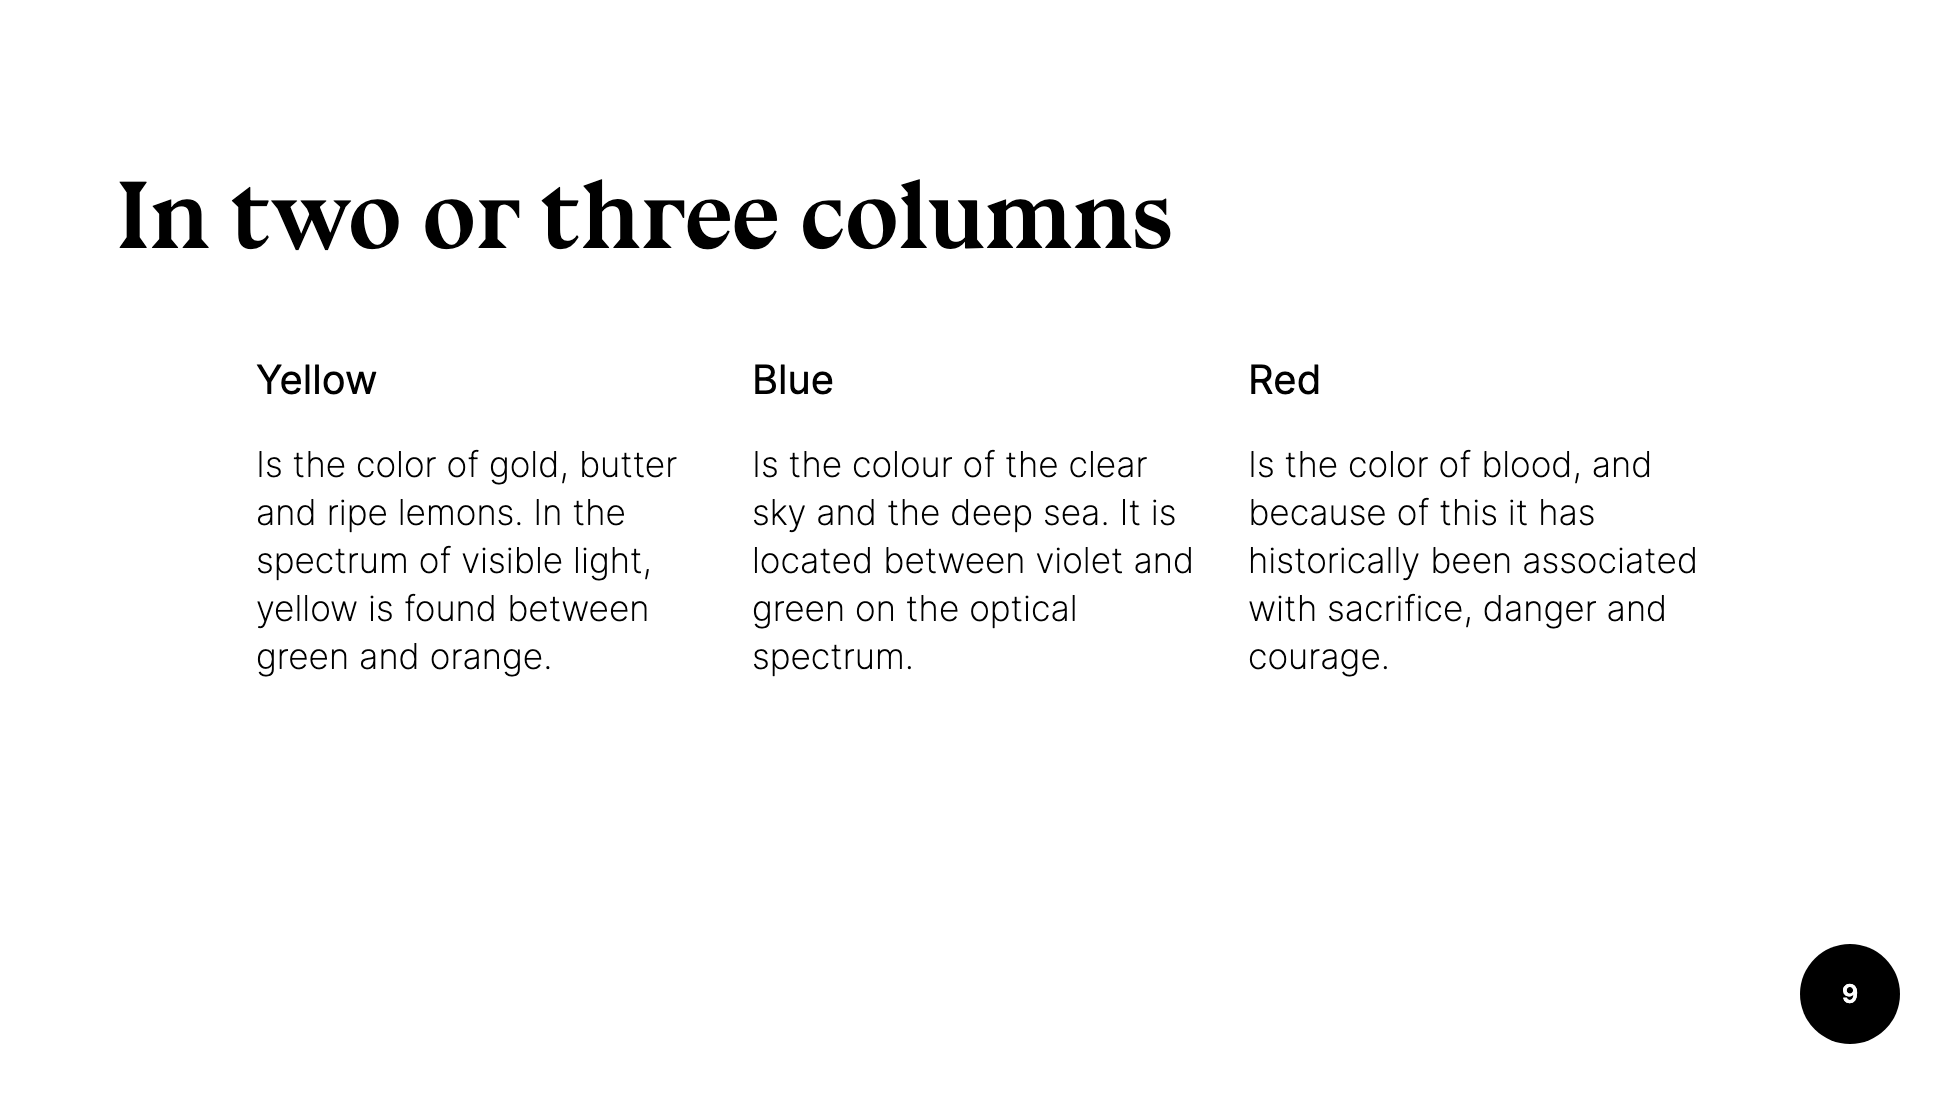 In two or three columns
Yellow
Is the color of gold, butter
and ripe lemons. In the
spectrum of visible light,
yellow is found between
green and orange.
Blue
Is the colour of the clear
sky and the deep sea. It is
located between violet and
green on the optical
spectrum.
Red
Is the color of blood, and
because of this it has
historically been associated
with sacrifice, danger and
courage.
9